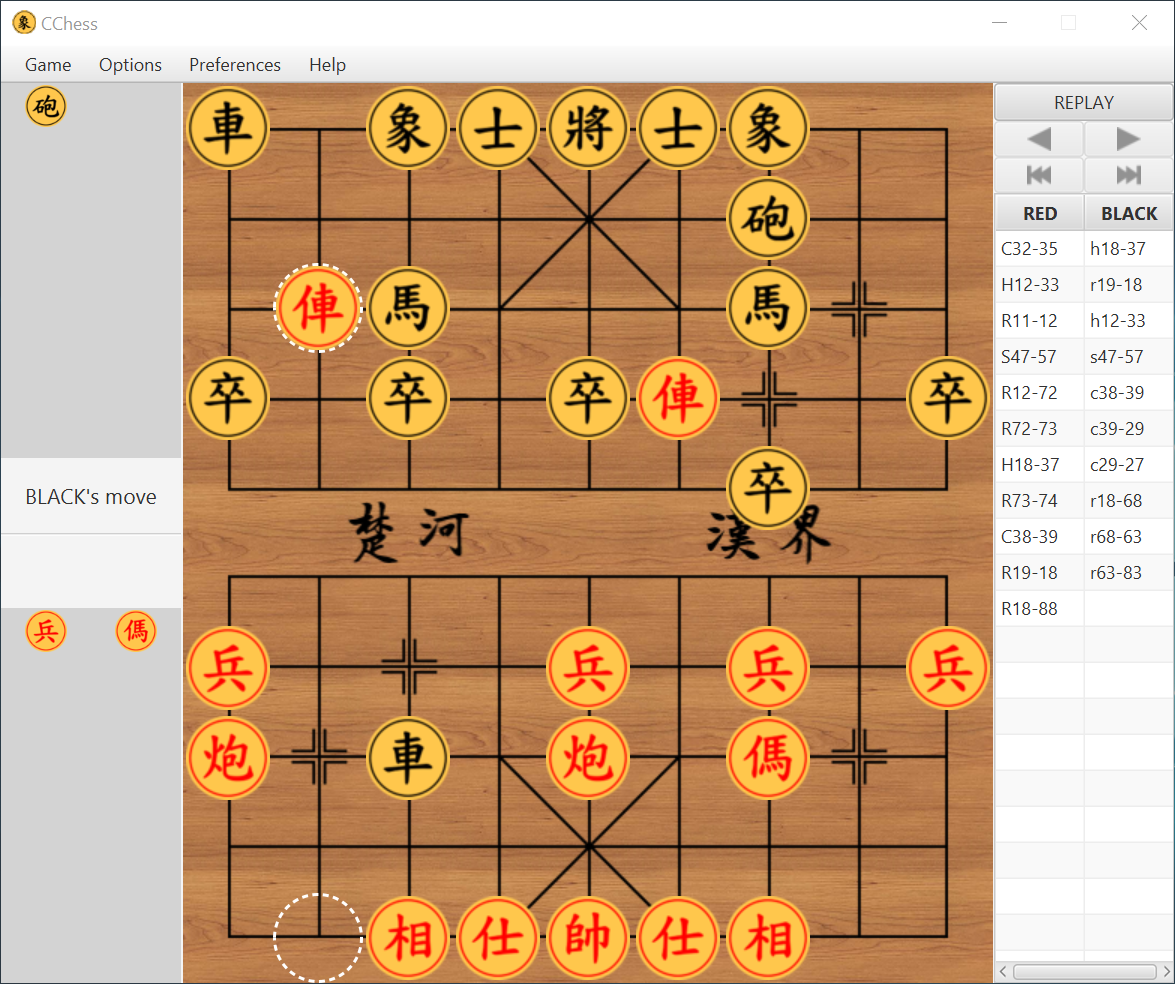 象 CChess
Game Options Preferences Help
砲
車 象 士 將 士 象
砲
俥 馬 馬
卒 卒 卒 俥 卒
卒
楚 河 漢 界
兵 兵 兵 兵
炮 車 炮 傌
相 仕 帥 仕 相
BLACK's move
兵 傌
REPLAY
RED BLACK
C32-35 h18-37
H12-33 r19-18
R11-12 h12-33
S47-57 s47-57
R12-72 c38-39
R72-73 c39-29
H18-37 c29-27
R73-74 r18-68
C38-39 r68-63
R19-18 r63-83
R18-88